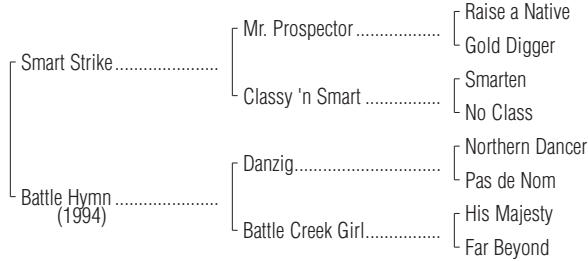 Raise a Native
Mr. Prospector ..................
Gold Digger
Smart Strike......................
Smarten
Classy 'n Smart ................
No Class
Northern Dancer
Danzig...............................
Pas de Nom
Battle Hymn ......................
(1994)
His Majesty
Battle Creek Girl................
Far Beyond